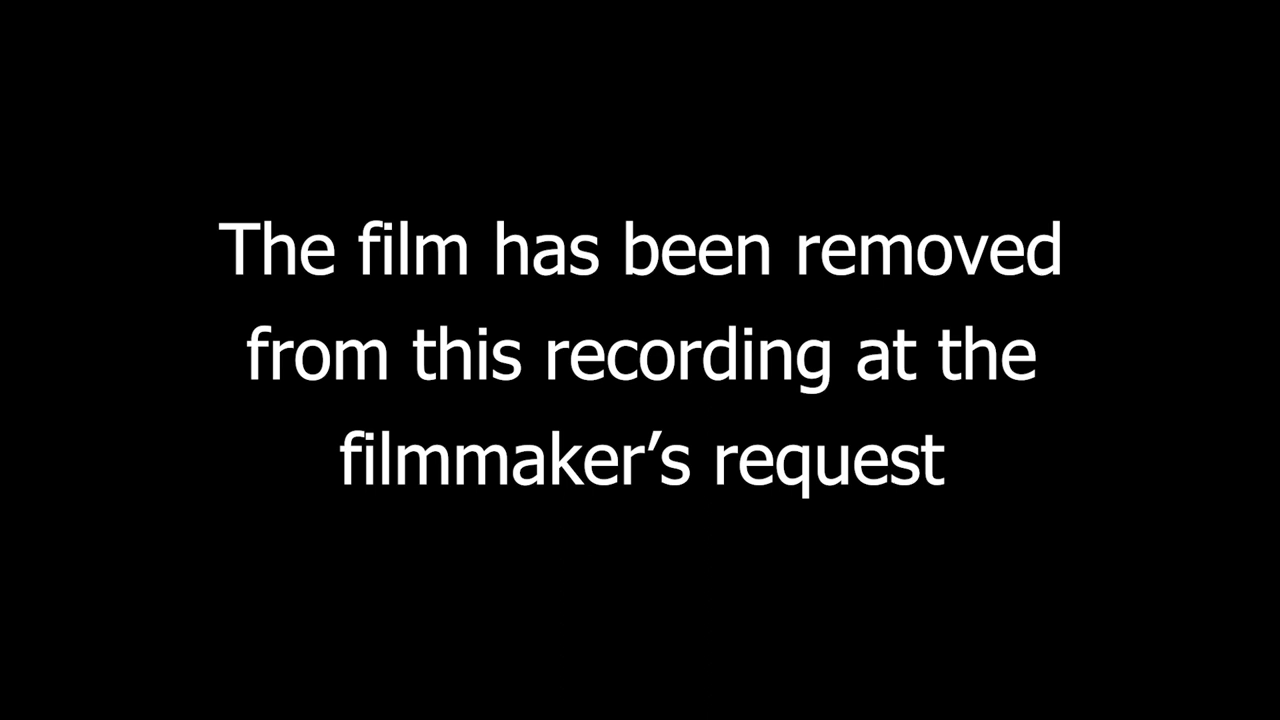 The film has been removed
from this recording at the
filmmaker’s request